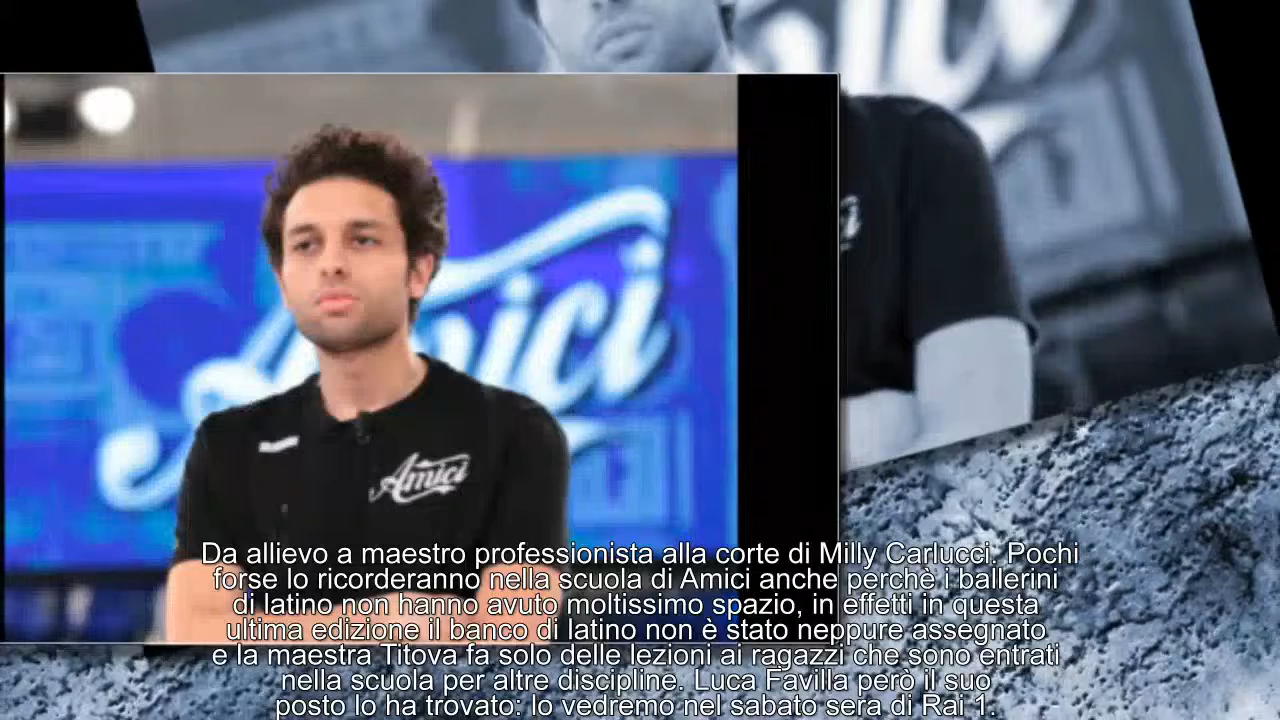 Amici
Amici
Da allievo a maestro professionista alla corte di Milly Carlucci. Pochi
forse lo ricorderanno nella scuola di Amici anche perchè i ballerini
di latino non hanno avuto moltissimo spazio, in effetti in questa
ultima edizione il banco di latino non è stato neppure assegnato
e la maestra Titova fa solo delle lezioni ai ragazzi che sono entrati
nella scuola per altre discipline. Luca Favilla però il suo
posto lo ha trovato: lo vedremo nel sabato sera di Rai 1.